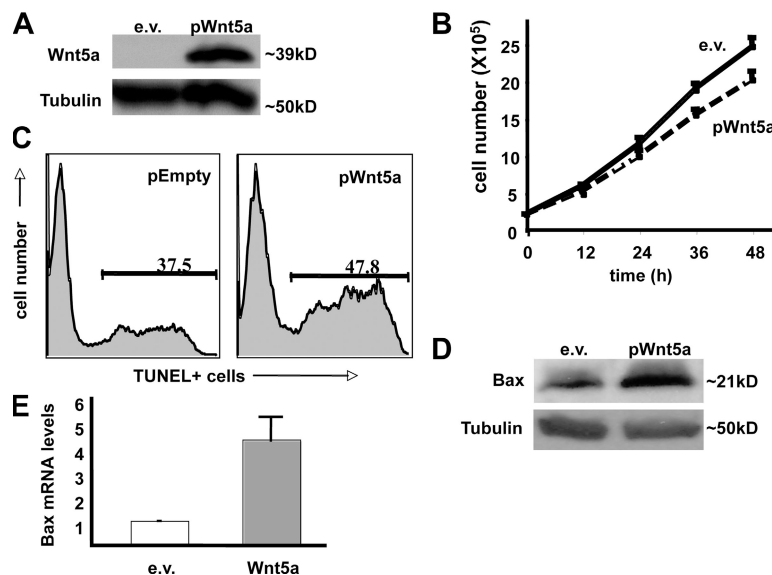 A
e.v. pWnt5a
Wnt5a
~39kD
Tubulin
~50kD
B
cell number (X10⁵)
25
20
15
10
5
0
0 12 24 36 48
time (h)
e.v.
pWnt5a
C
cell number
pEmpty
37.5
pWnt5a
47.8
TUNEL+ cells
D
e.v. pWnt5a
Bax
~21kD
Tubulin
~50kD
E
Bax mRNA levels
6
5
4
3
2
1
e.v. Wnt5a